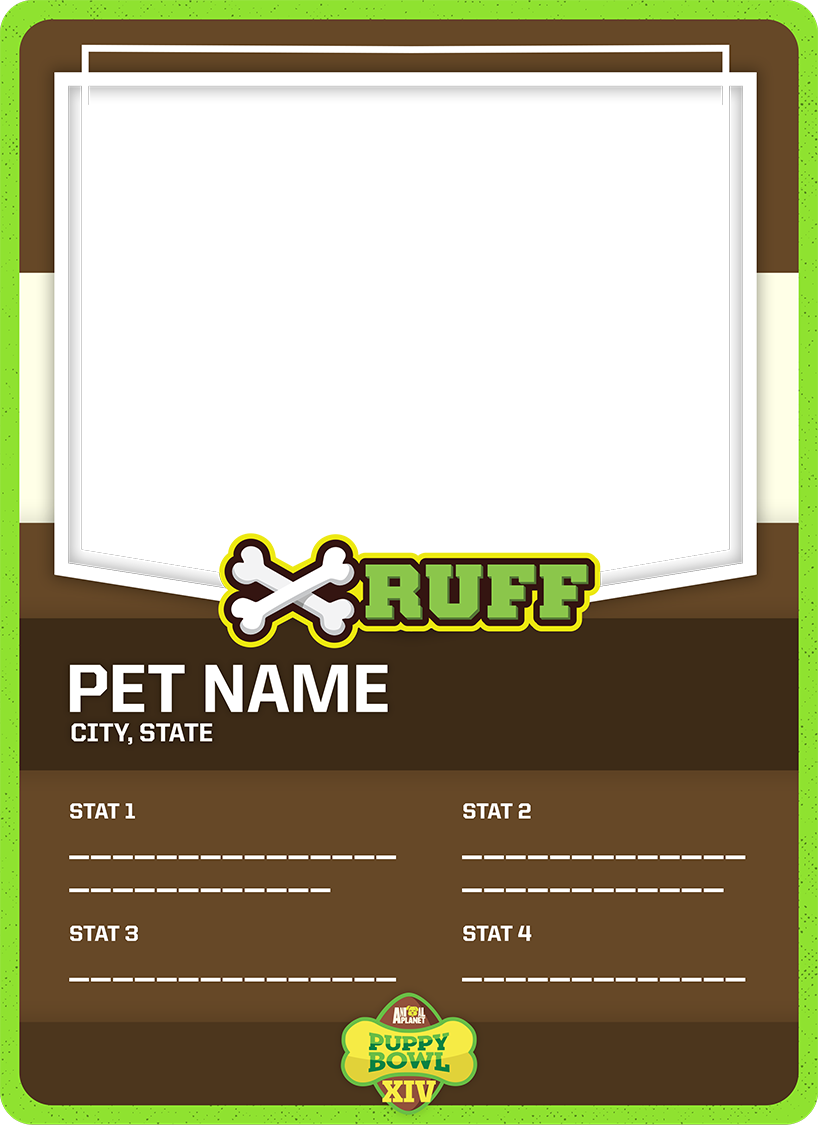 RUFF
PET NAME
CITY, STATE
STAT 1
STAT 2
STAT 3
STAT 4
ANIMAL
PLANET
PUPPY
BOWL
XIV